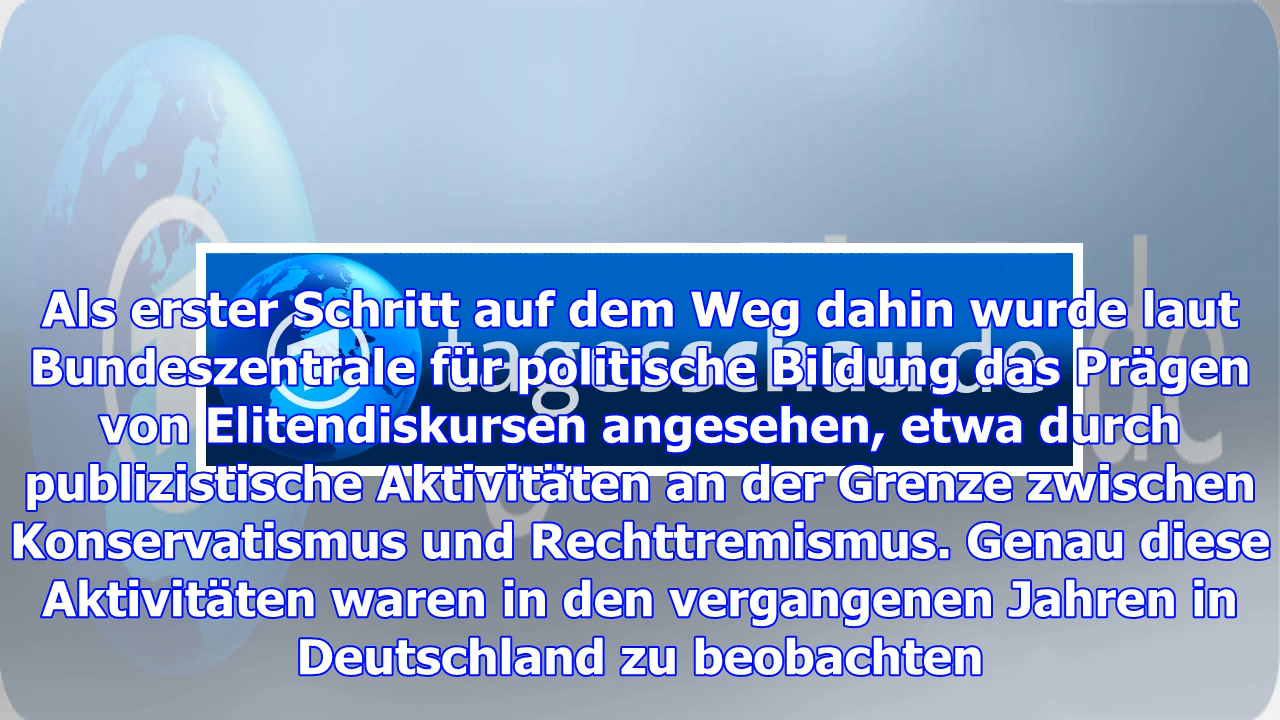 Als erster Schritt auf dem Weg dahin wurde laut
Bundeszentrale für politische Bildung das Prägen
von Elitendiskursen angesehen, etwa durch
publizistische Aktivitäten an der Grenze zwischen
Konservatismus und Rechttremismus. Genau diese
Aktivitäten waren in den vergangenen Jahren in
Deutschland zu beobachten
tagesschau.de